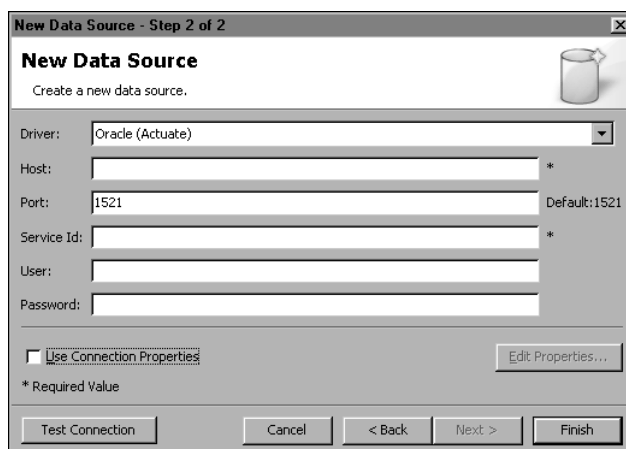 New Data Source - Step 2 of 2
New Data Source
Create a new data source.
Driver: Oracle (Actuate)
Host: *
Port: 1521 Default:1521
Service Id: *
User:
Password:
Use Connection Properties Edit Properties...
* Required Value
Test Connection Cancel < Back Next > Finish